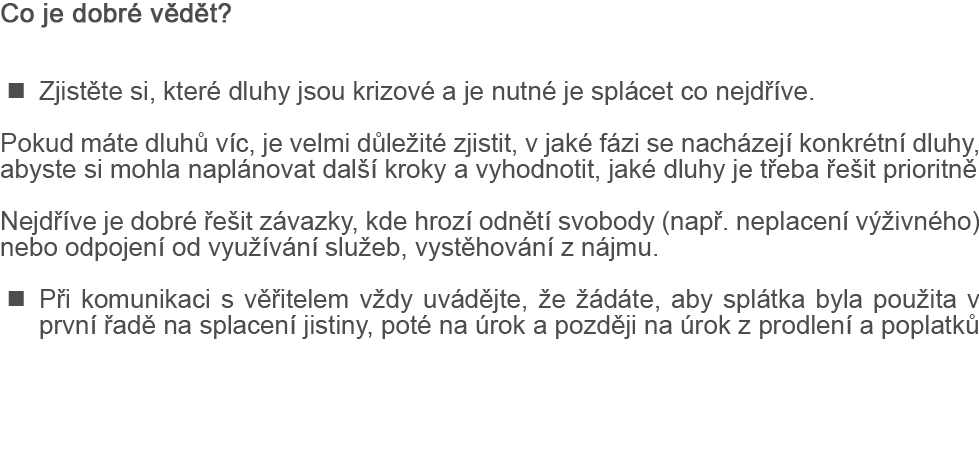 Co je dobré vědět?
■ Zjistěte si, které dluhy jsou krizové a je nutné je splácet co nejdříve.
Pokud máte dluhů víc, je velmi důležité zjistit, v jaké fázi se nacházejí konkrétní dluhy,
abyste si mohla naplánovat další kroky a vyhodnotit, jaké dluhy je třeba řešit prioritně
Nejdříve je dobré řešit závazky, kde hrozí odnětí svobody (např. neplacení výživného)
nebo odpojení od využívání služeb, vystěhování z nájmu.
■ Při komunikaci s věřitelem vždy uvádějte, že žádáte, aby splátka byla použita v
první řadě na splacení jistiny, poté na úrok a později na úrok z prodlení a poplatků